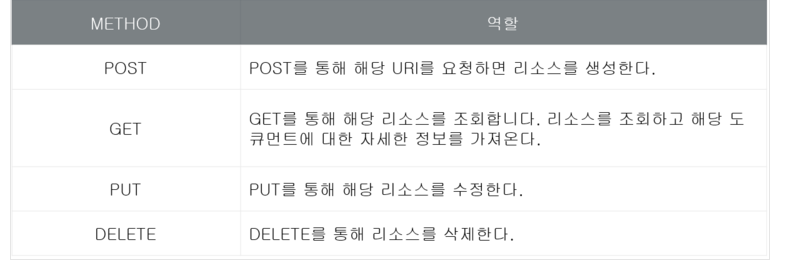 METHOD 역할
POST POST를 통해 해당 URI를 요청하면 리소스를 생성한다.
GET GET를 통해 해당 리소스를 조회합니다. 리소스를 조회하고 해당 도
큐먼트에 대한 자세한 정보를 가져온다.
PUT PUT를 통해 해당 리소스를 수정한다.
DELETE DELETE를 통해 리소스를 삭제한다.